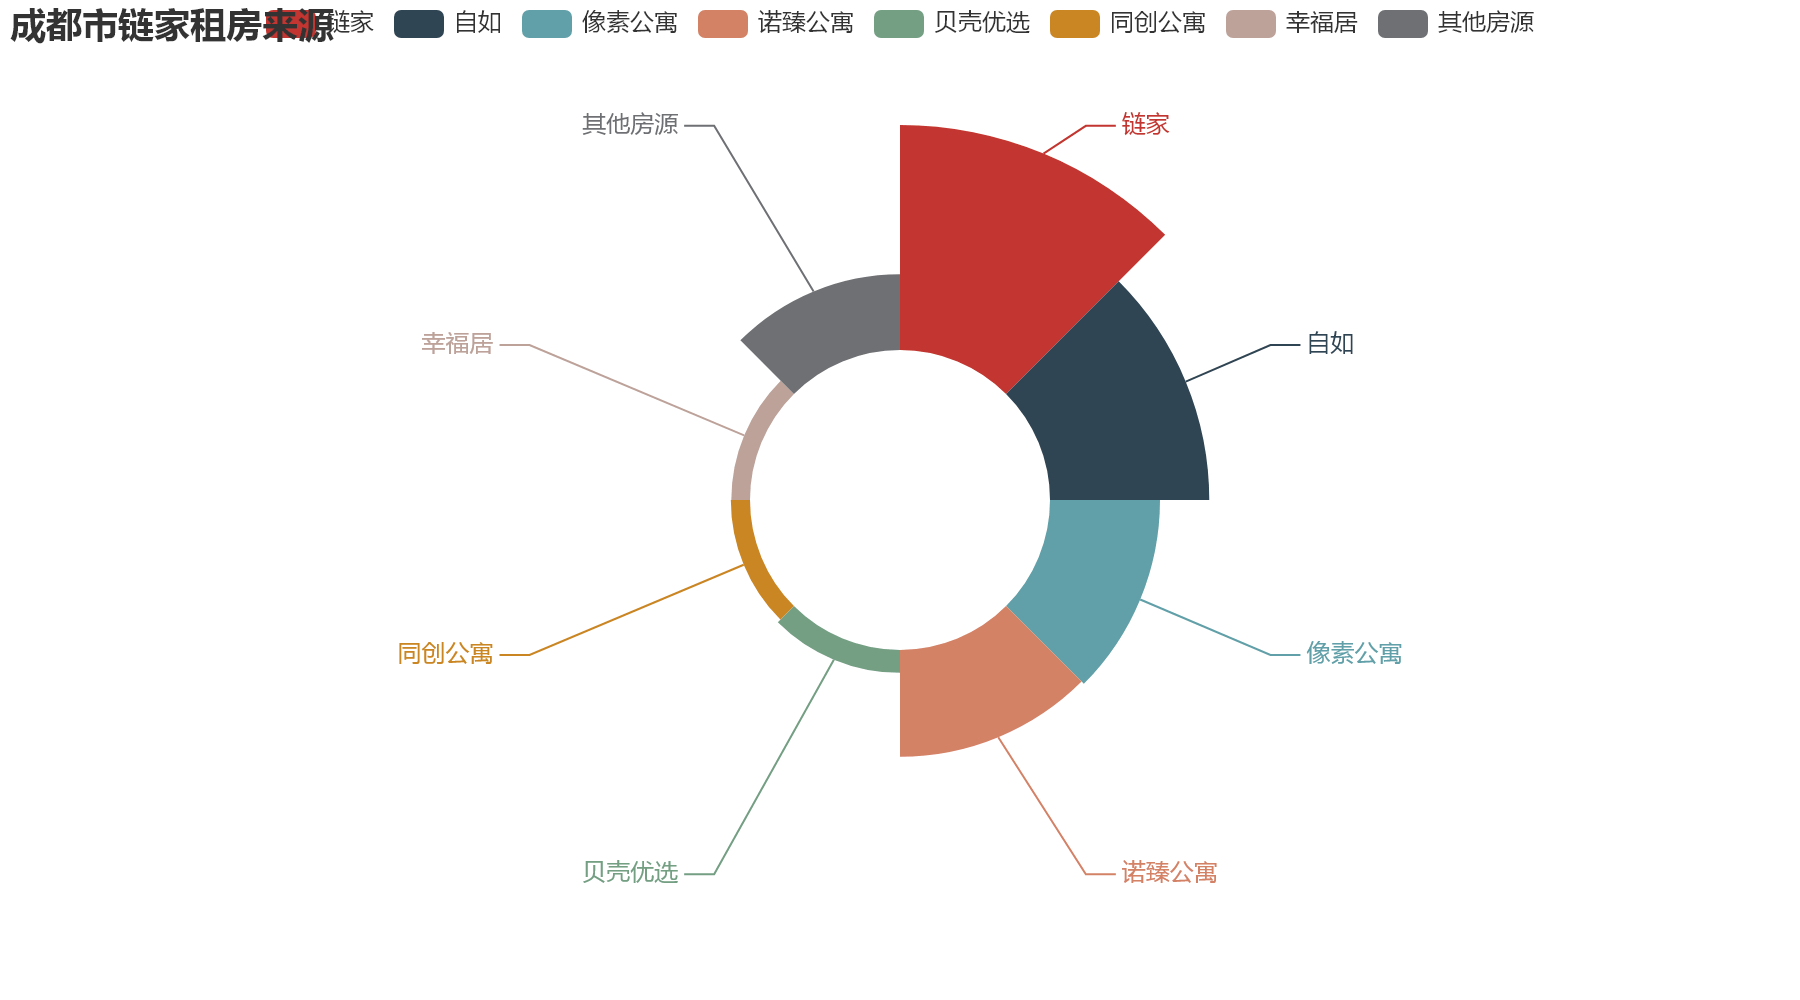 成都市链家租房来源
链家 自如 像素公寓 诺臻公寓 贝壳优选 同创公寓 幸福居 其他房源
其他房源 链家
幸福居 自如
同创公寓 像素公寓
贝壳优选 诺臻公寓